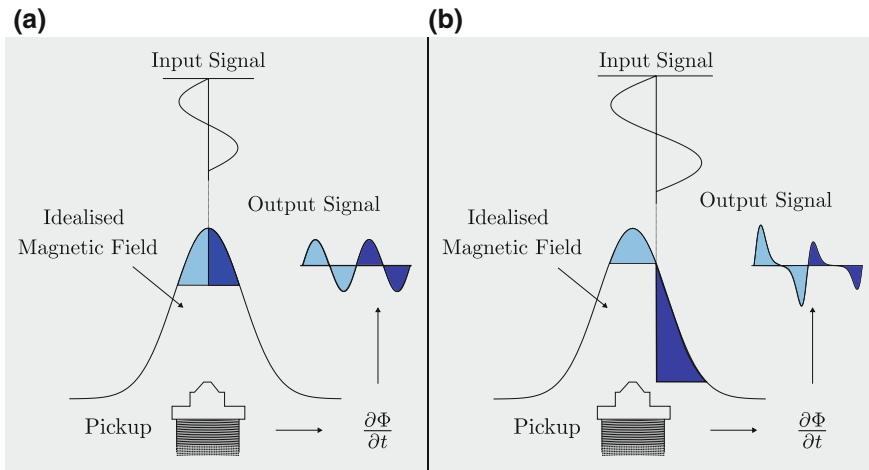 (a)
Input Signal
Idealised
Magnetic Field
Output Signal
Pickup
∂Φ
∂t
(b)
Input Signal
Idealised
Magnetic Field
Output Signal
Pickup
∂Φ
∂t